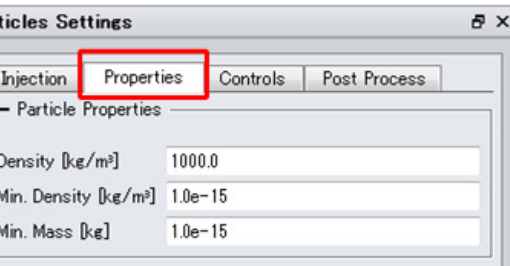 ticles Settings
Injection Properties Controls Post Process
Particle Properties
Density [kg/m³] 1000.0
Min. Density [kg/m³] 1.0e-15
Min. Mass [kg] 1.0e-15